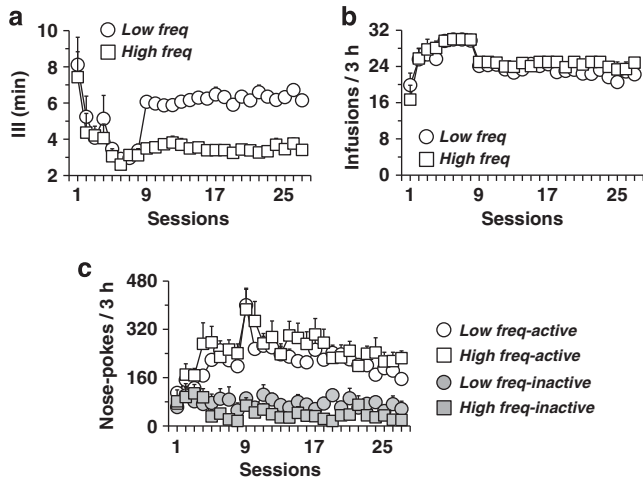 a
Low freq
High freq
III (min)
10
8
6
4
2
1
9
17
25
Sessions
b
Infusions / 3 h
32
24
16
8
0
Low freq
High freq
1
9
17
25
Sessions
c
Nose-pokes / 3 h
480
320
160
0
1
9
17
25
Sessions
Low freq-active
High freq-active
Low freq-inactive
High freq-inactive